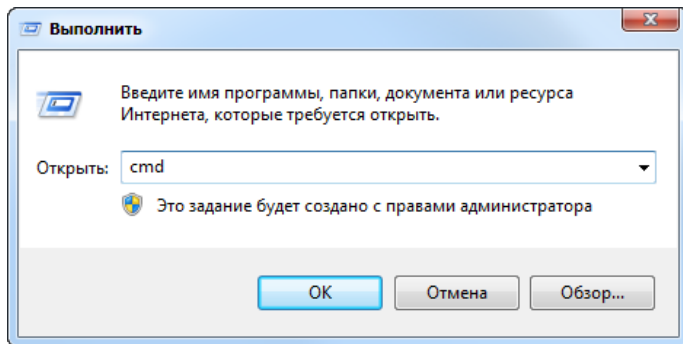 Выполнить
Введите имя программы, папки, документа или ресурса
Интернета, которые требуется открыть.
Открыть: cmd
Это задание будет создано с правами администратора
ОК Отмена Обзор...